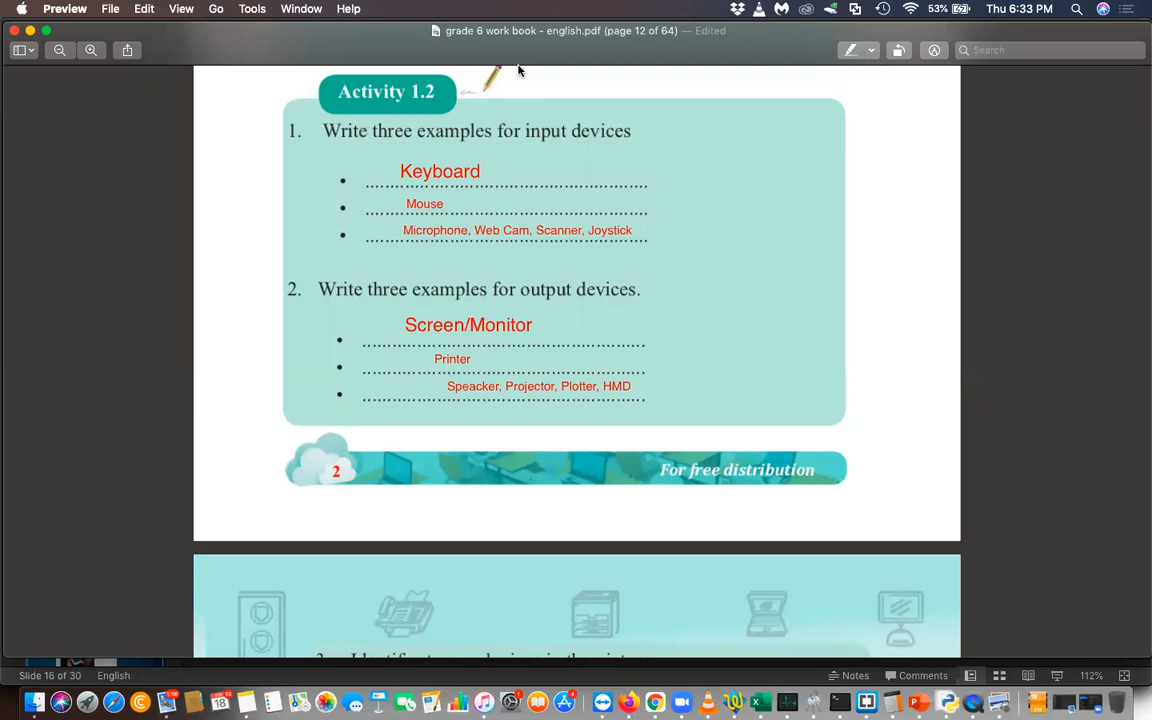 Preview File Edit View Go Tools Window Help 53% Thu 6:33 PM
grade 6 work book - english.pdf (page 12 of 64) — Edited
Search
Activity 1.2
1. Write three examples for input devices
• Keyboard
• Mouse
• Microphone, Web Cam, Scanner, Joystick
2. Write three examples for output devices.
• Screen/Monitor
• Printer
• Speacker, Projector, Plotter, HMD
2 For free distribution
Slide 16 of 30 English Notes Comments 112%